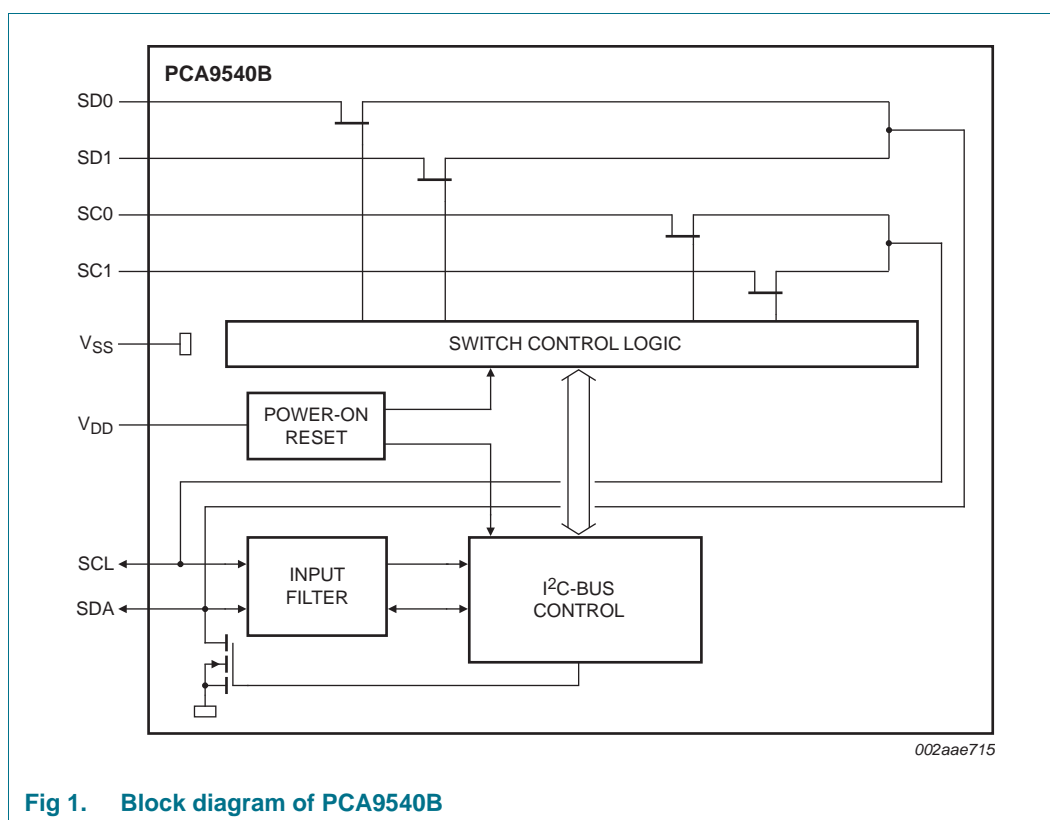 PCA9540B
SD0
SD1
SC0
SC1
VSS
SWITCH CONTROL LOGIC
VDD
POWER-ON
RESET
SCL
SDA
INPUT
FILTER
I2C-BUS
CONTROL
002aae715
Fig 1. Block diagram of PCA9540B